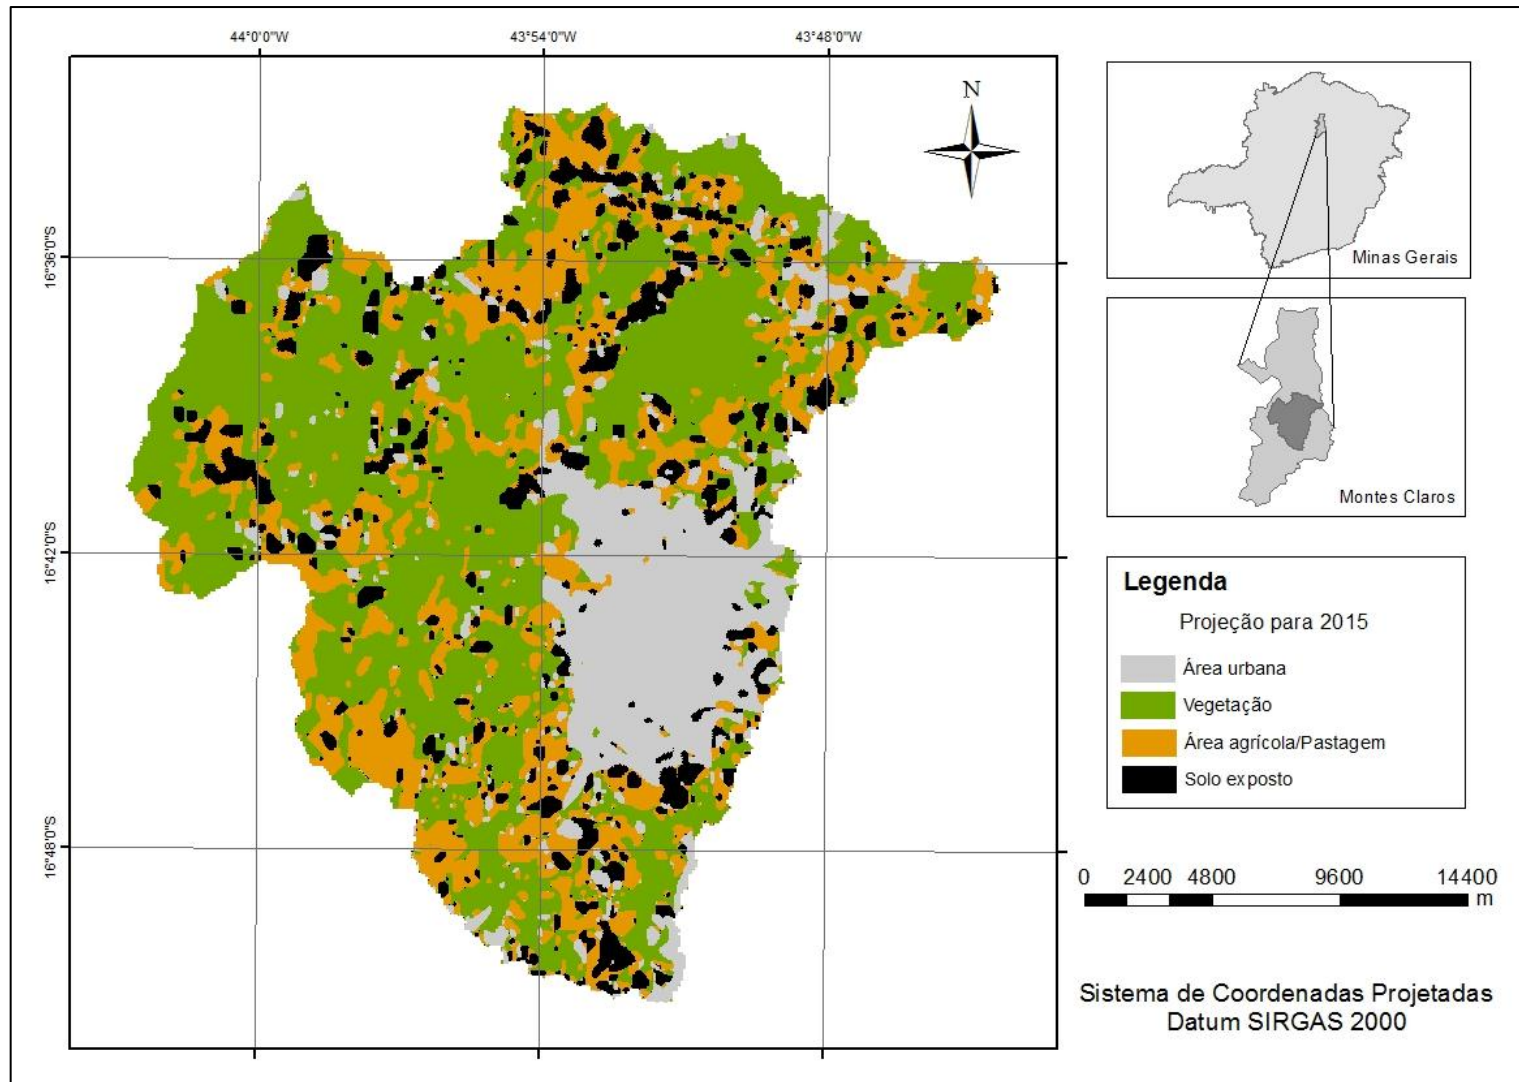 44°0'0"W
43°54'0"W
43°48'0"W
16°36'0"S
16°42'0"S
16°48'0"S
N
Minas Gerais
Montes Claros
Legenda
Projeção para 2015
Área urbana
Vegetação
Área agrícola/Pastagem
Solo exposto
0 2400 4800 9600 14400
m
Sistema de Coordenadas Projetadas
Datum SIRGAS 2000